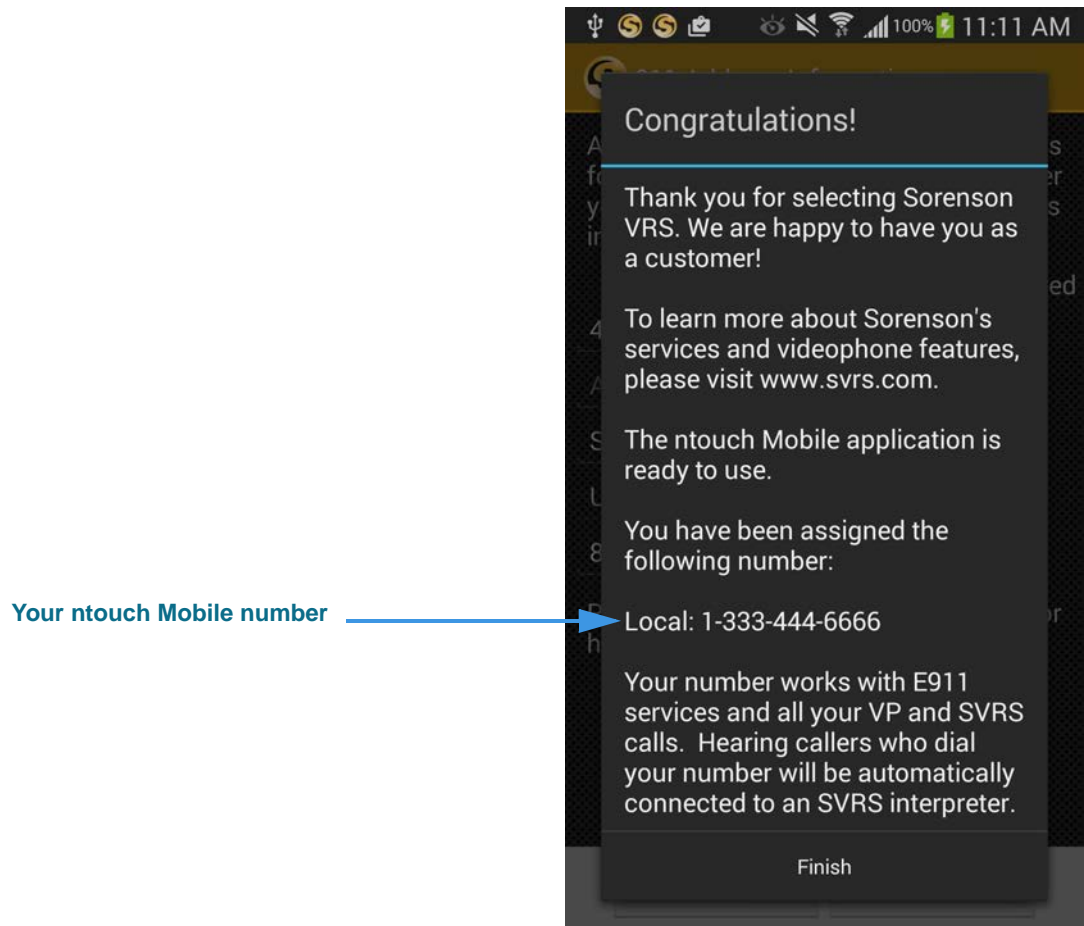 100% 11:11 AM
Congratulations!
Thank you for selecting Sorenson
VRS. We are happy to have you as
a customer!
To learn more about Sorenson's
services and videophone features,
please visit www.svrs.com.
The ntouch Mobile application is
ready to use.
You have been assigned the
following number:
Your ntouch Mobile number
Local: 1-333-444-6666
Your number works with E911
services and all your VP and SVRS
calls. Hearing callers who dial
your number will be automatically
connected to an SVRS interpreter.
Finish